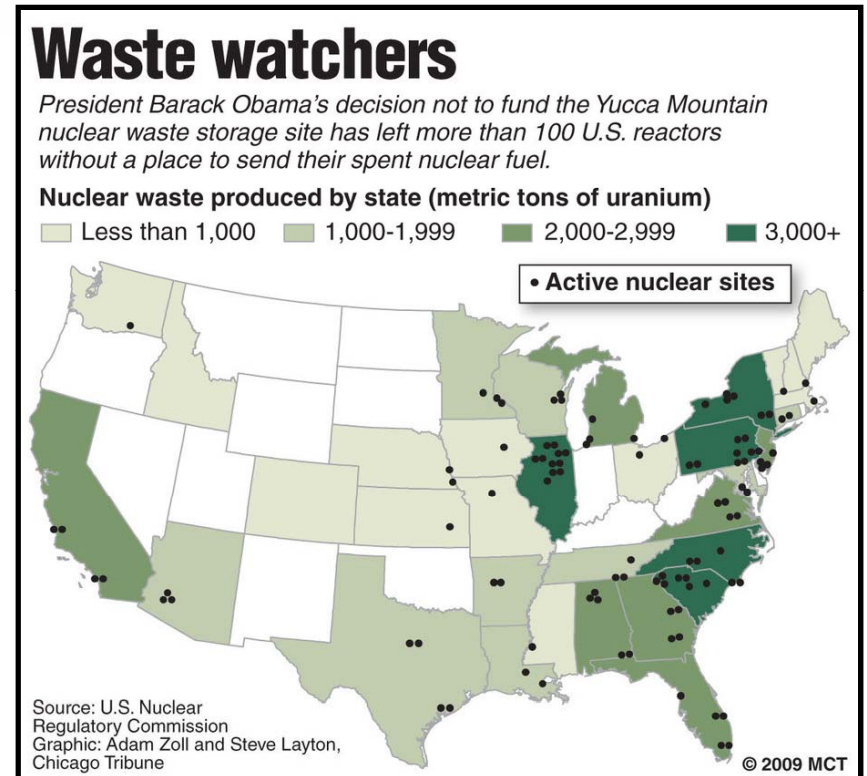 Waste watchers
President Barack Obama's decision not to fund the Yucca Mountain
nuclear waste storage site has left more than 100 U.S. reactors
without a place to send their spent nuclear fuel.
Nuclear waste produced by state (metric tons of uranium)
Less than 1,000 1,000-1,999 2,000-2,999 3,000+
• Active nuclear sites
Source: U.S. Nuclear
Regulatory Commission
Graphic: Adam Zoll and Steve Layton,
Chicago Tribune
© 2009 MCT